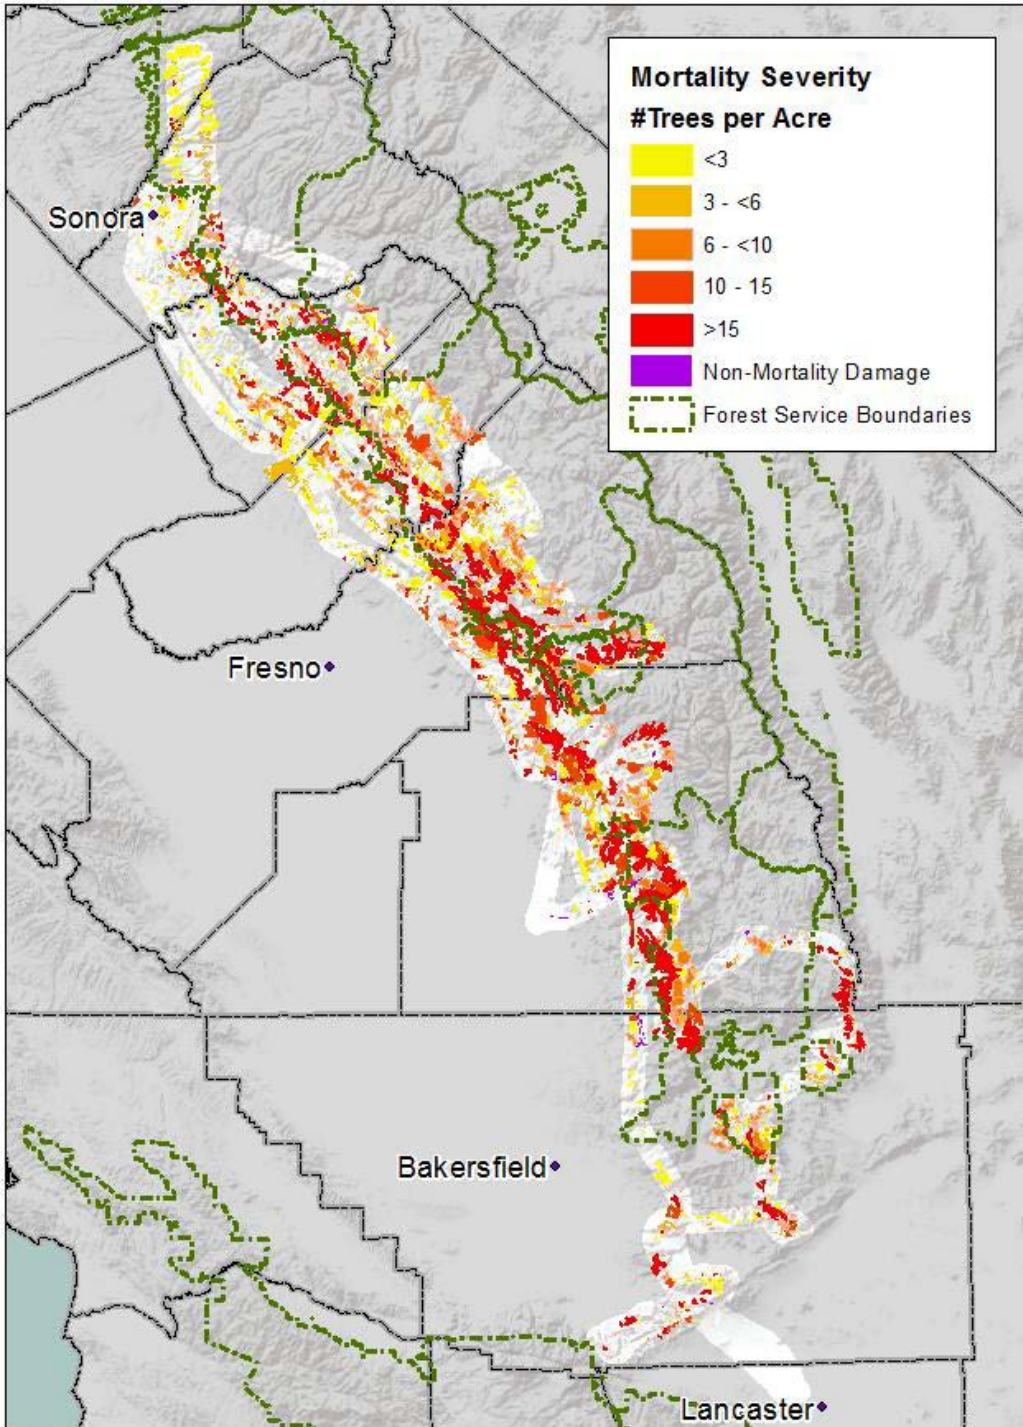 Mortality Severity
#Trees per Acre
<3
3 - <6
6 - <10
10 - 15
>15
Non-Mortality Damage
Forest Service Boundaries
Sonora
Fresno
Bakersfield
Lancaster